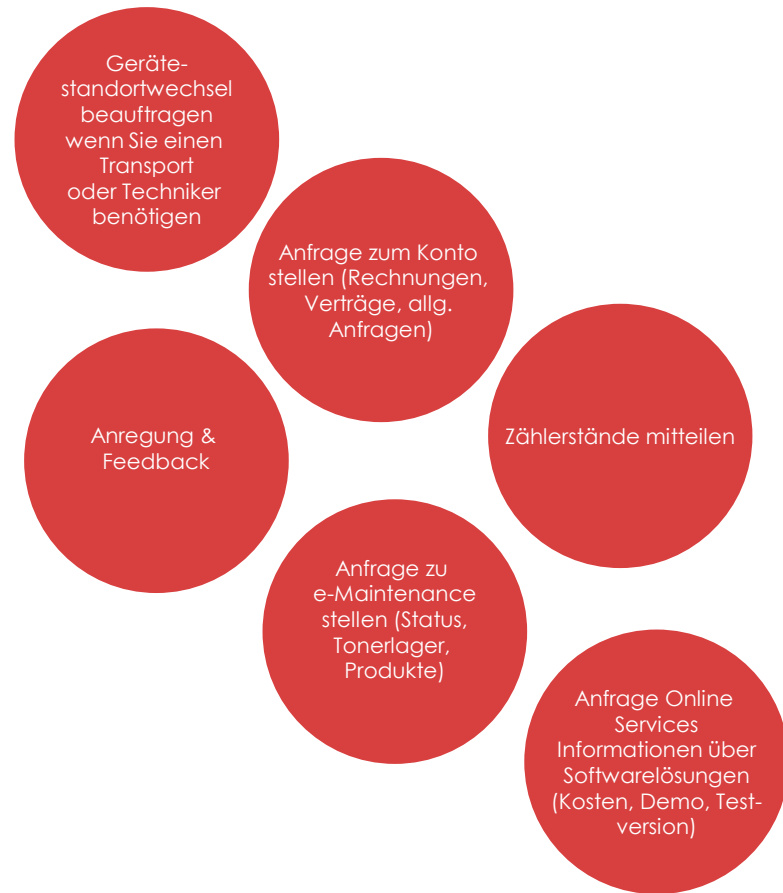 Geräte-
standortwechsel
beauftragen
wenn Sie einen
Transport
oder Techniker
benötigen
Anfrage zum Konto
stellen (Rechnungen,
Verträge, allg.
Anfragen)
Anregung &
Feedback
Zählerstände mitteilen
Anfrage zu
e-Maintenance
stellen (Status,
Tonerlager,
Produkte)
Anfrage Online
Services
Informationen über
Softwarelösungen
(Kosten, Demo, Test-
version)